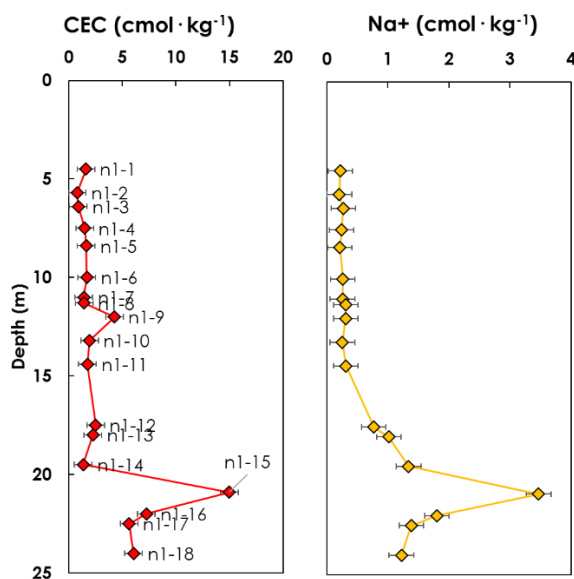 CEC (cmol·kg⁻¹)
0 5 10 15 20
Na+ (cmol·kg⁻¹)
0 1 2 3 4
Depth (m)
0
5
10
15
20
25
n1-1
n1-2
n1-3
n1-4
n1-5
n1-6
n1-7
n1-8
n1-9
n1-10
n1-11
n1-12
n1-13
n1-14
n1-15
n1-16
n1-17
n1-18